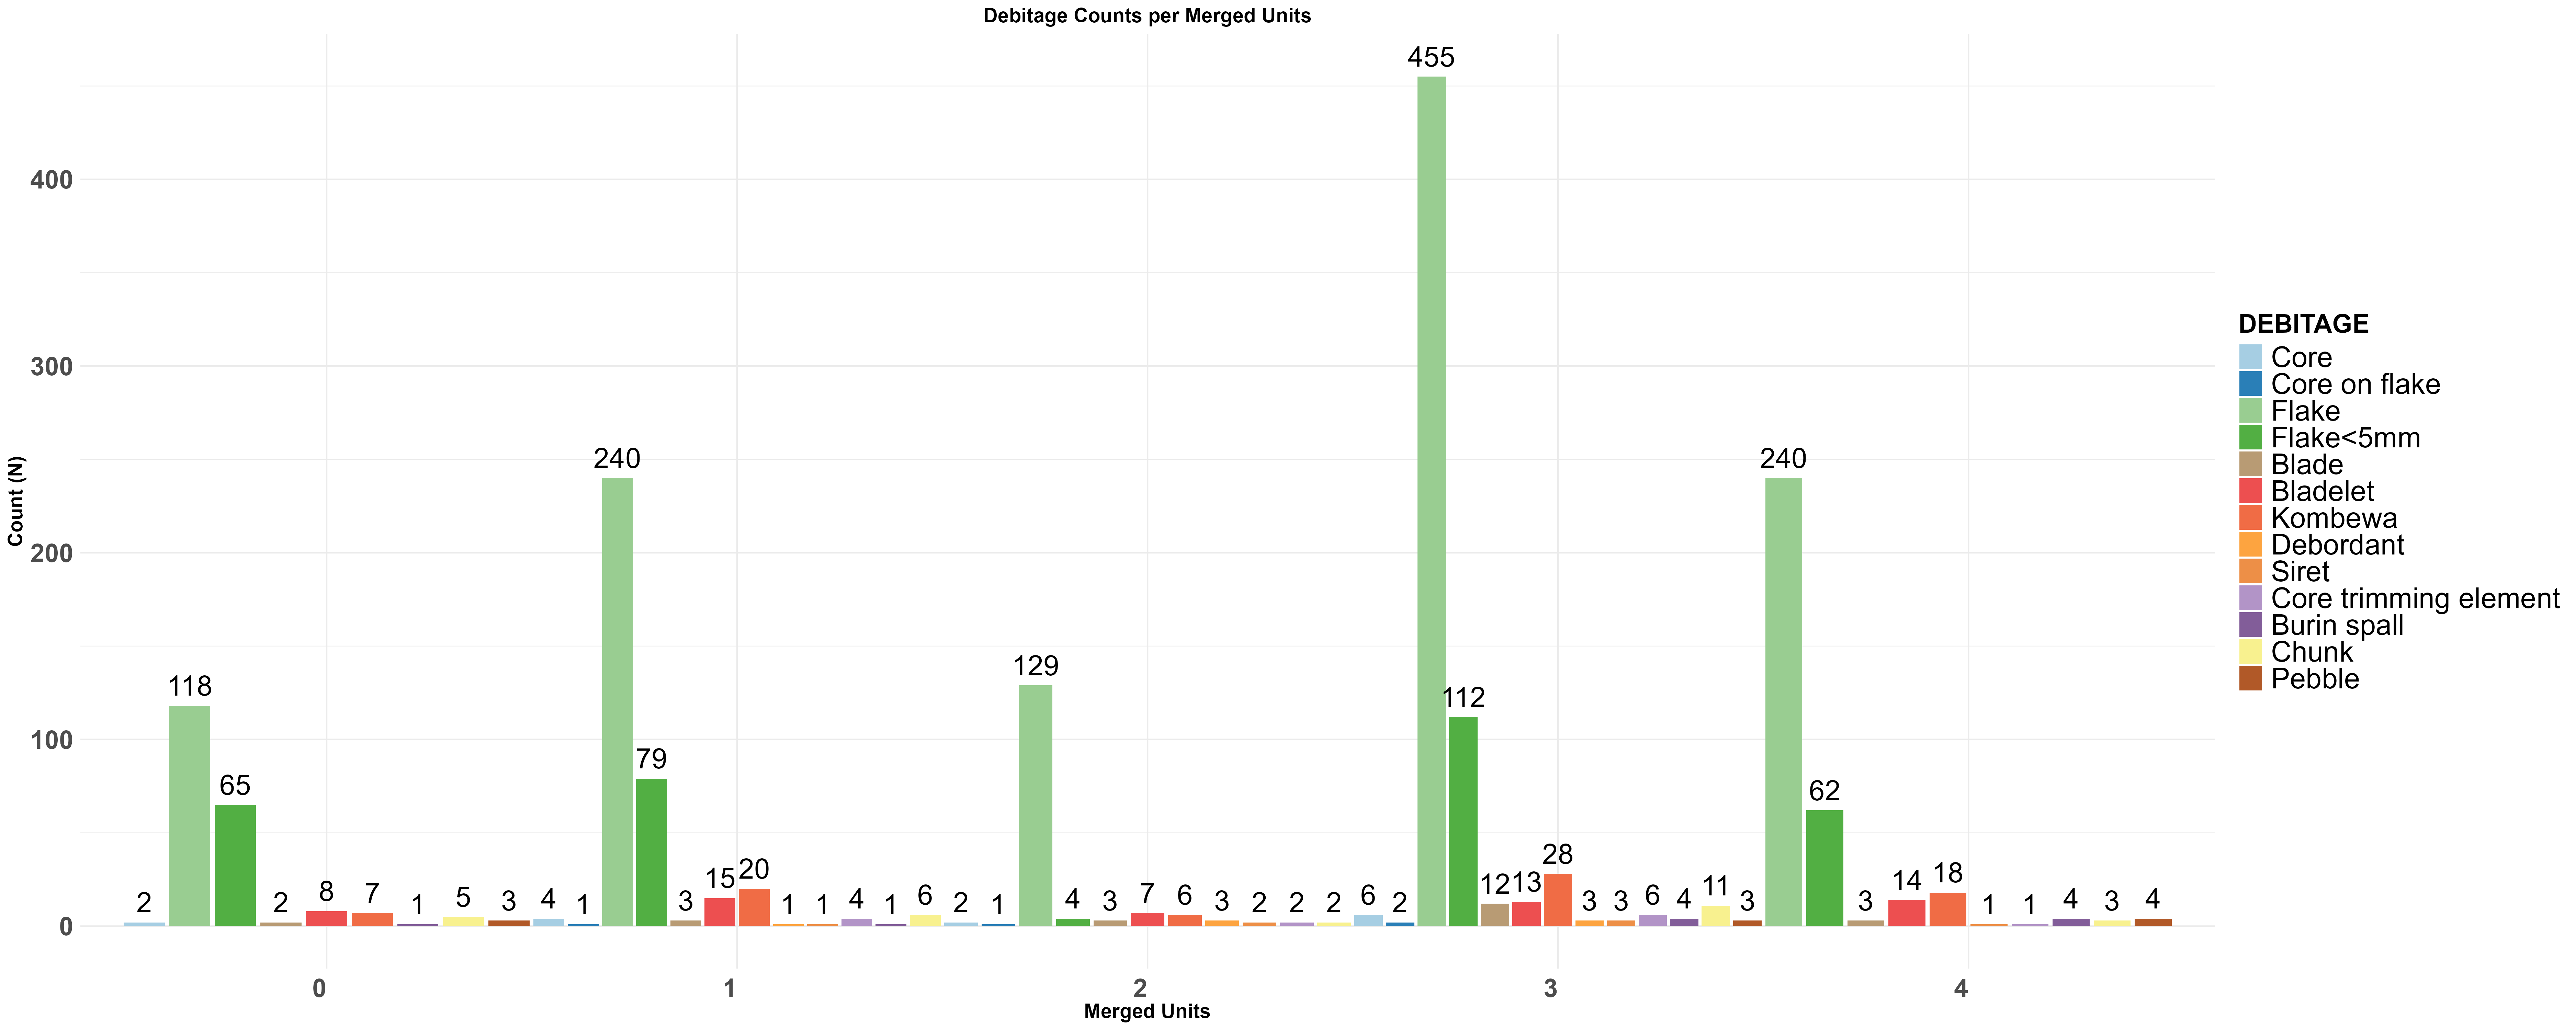 Debitage Counts per Merged Units
Count (N)
400
300
200
100
0
2 118 65 2 8 7 1 5 3
4 1 240 79 3 15 20 1 1 4 1 6
2 1 129 4 3 7 6 3 2 2 2
6 2 455 112 12 13 28 3 3 6 4 11 3
240 62 3 14 18 1 1 4 3 4
0 1 2 3 4
Merged Units
DEBITAGE
Core
Core on flake
Flake
Flake<5mm
Blade
Bladelet
Kombewa
Debordant
Siret
Core trimming element
Burin spall
Chunk
Pebble